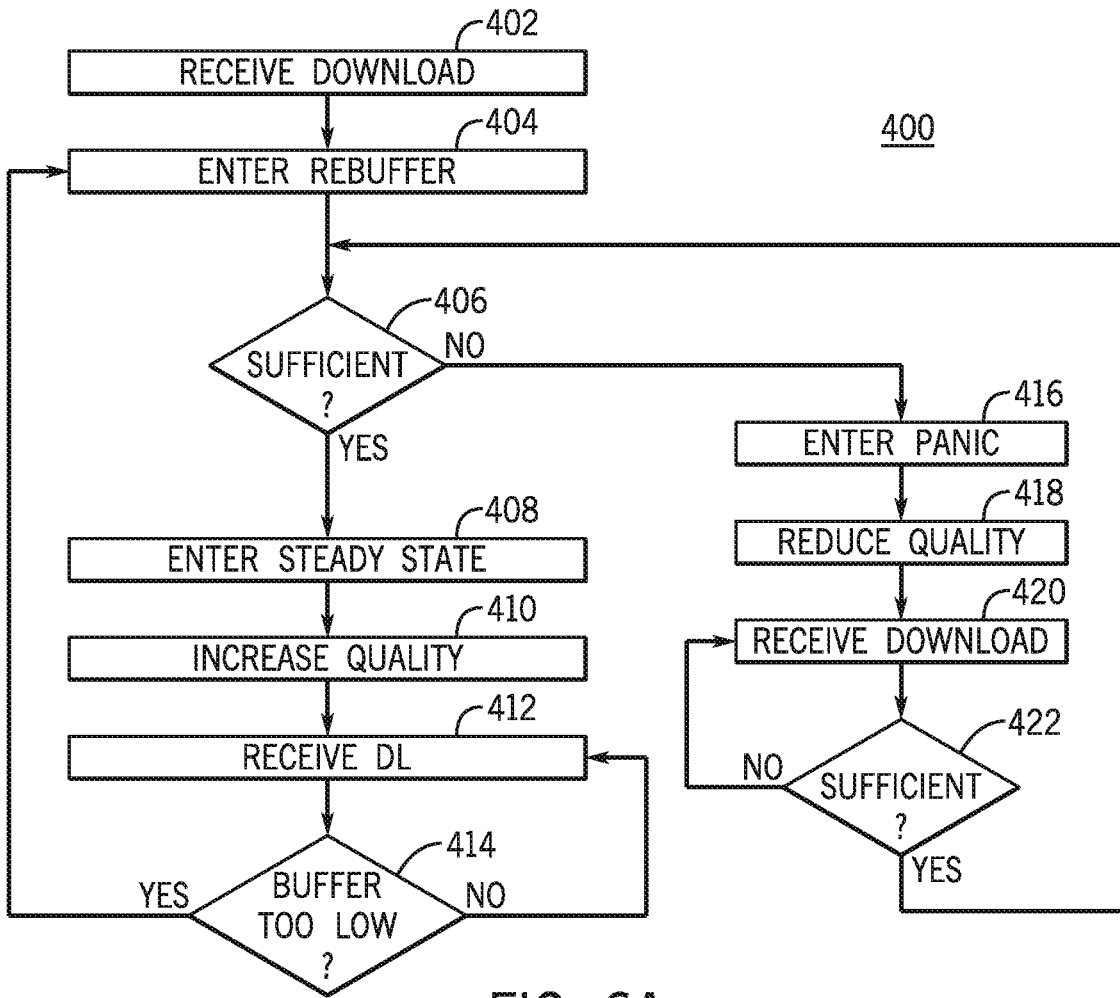 402
RECEIVE DOWNLOAD
404
400
ENTER REBUFFER
406
SUFFICIENT
?
NO
YES
416
ENTER PANIC
418
REDUCE QUALITY
420
RECEIVE DOWNLOAD
422
SUFFICIENT
?
NO
YES
408
ENTER STEADY STATE
410
INCREASE QUALITY
412
RECEIVE DL
414
BUFFER
TOO LOW
?
YES
NO